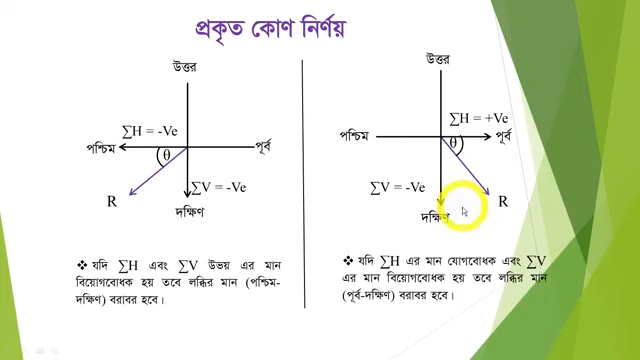 প্রকৃত কোণ নির্ণয়
উত্তর
∑H = -Ve
পশ্চিম
পূর্ব
θ
R
∑V = -Ve
দক্ষিণ
❖ যদি ∑H এবং ∑V উভয় এর মান
বিয়োগবোধক হয় তবে লব্ধির মান (পশ্চিম-
দক্ষিণ) বরাবর হবে।
উত্তর
∑H = +Ve
পশ্চিম
পূর্ব
θ
∑V = -Ve
R
দক্ষিণ
❖ যদি ∑H এর মান যোগবোধক এবং ∑V
এর মান বিয়োগবোধক হয় তবে লব্ধির মান
(পূর্ব-দক্ষিণ) বরাবর হবে।